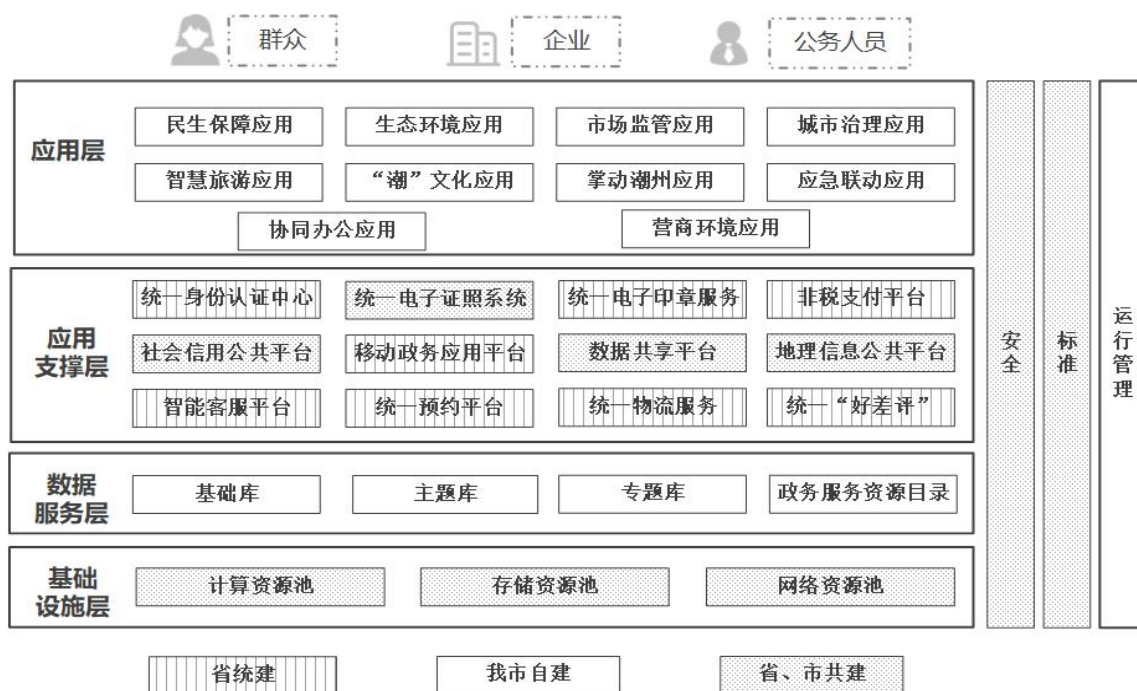 群众
企业
公务人员
应用层
民生保障应用
生态环境应用
市场监管应用
城市治理应用
智慧旅游应用
“潮”文化应用
掌动潮州应用
应急联动应用
协同办公应用
营商环境应用
应用
支撑层
统一身份认证中心
统一电子证照系统
统一电子印章服务
非税支付平台
社会信用公共平台
移动政务应用平台
数据共享平台
地理信息公共平台
智能客服平台
统一预约平台
统一物流服务
统一“好差评”
数据
服务层
基础库
主题库
专题库
政务服务资源目录
基础
设施层
计算资源池
存储资源池
网络资源池
安全
标准
运行管理
省统建
我市自建
省、市共建